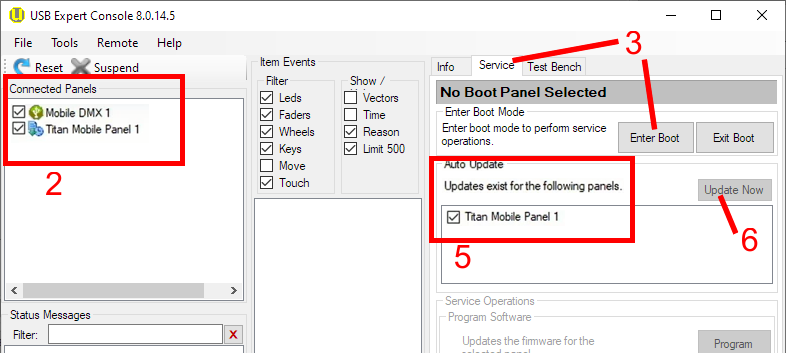 USB Expert Console 8.0.14.5
File Tools Remote Help
Reset Suspend
Connected Panels
Mobile DMX 1
Titan Mobile Panel 1
2
Item Events
Filter
Leds
Faders
Wheels
Keys
Move
Touch
Show /
Vectors
Time
Reason
Limit 500
3
Info Service Test Bench
No Boot Panel Selected
Enter Boot Mode
Enter boot mode to perform service
operations.
Enter Boot Exit Boot
Auto Update
Updates exist for the following panels.
Update Now
Titan Mobile Panel 1
5
6
Status Messages
Filter:
X
Service Operations
Program Software
Updates the firmware for the
selected panel
Program